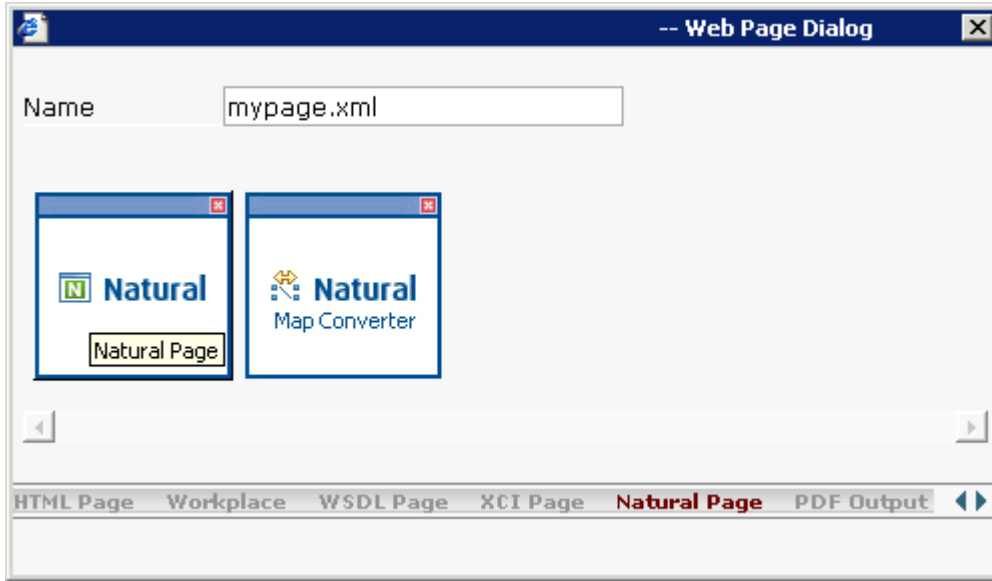 -- Web Page Dialog
Name mypage.xml
Natural Natural
Map Converter
Natural Page
HTML Page Workplace WSDL Page XCI Page Natural Page PDF Output